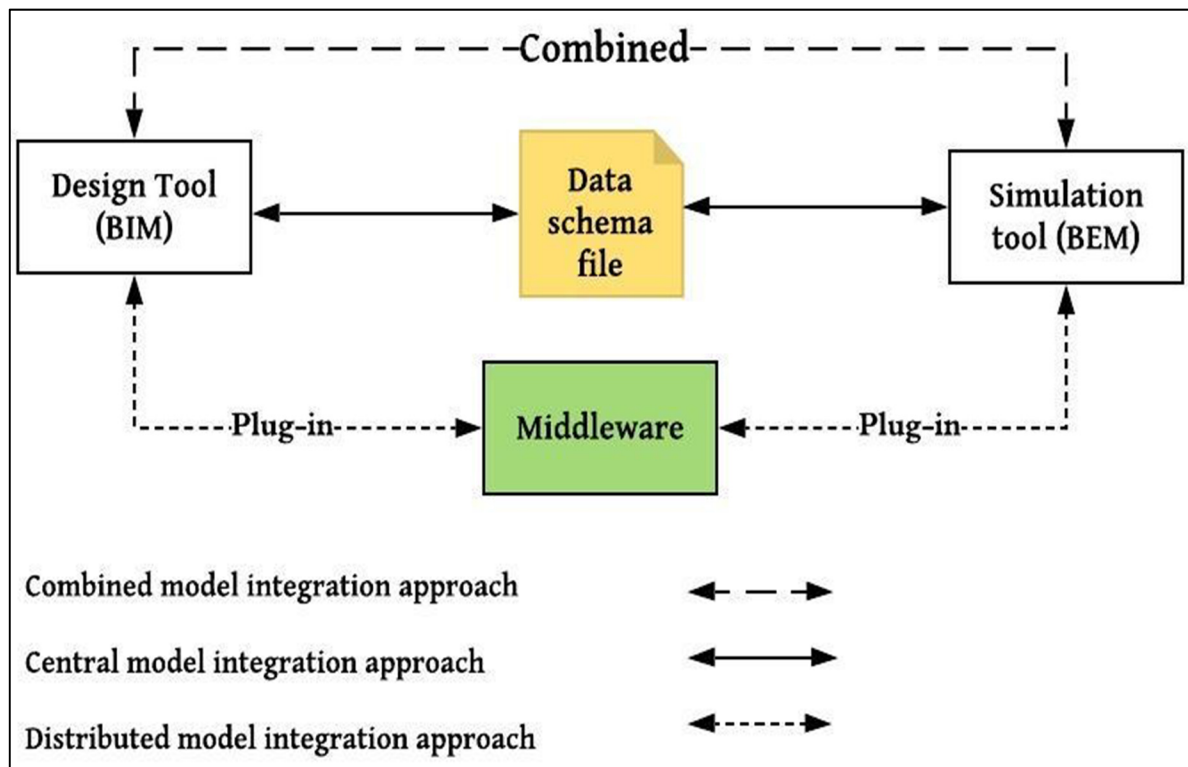 Combined
Design Tool
(BIM)
Data
schema
file
Simulation
tool (BEM)
Plug-in
Middleware
Plug-in
Combined model integration approach
Central model integration approach
Distributed model integration approach